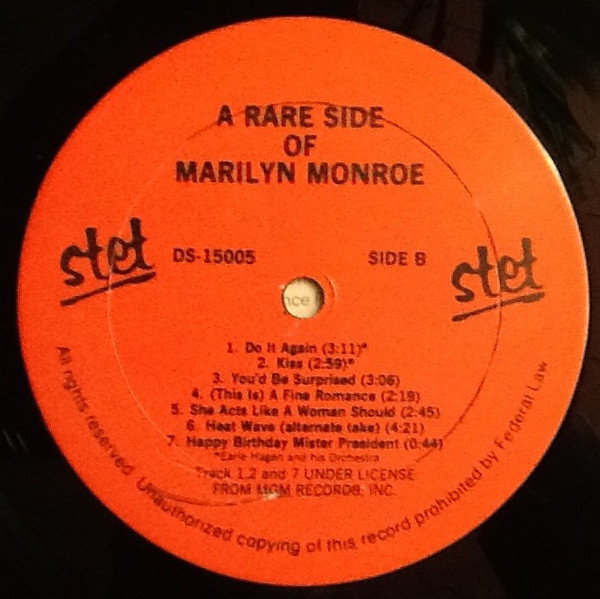 A RARE SIDE
OF
MARILYN MONROE
stet
DS-15005
SIDE B
stet
nce
1. Do It Again (3:11)*
2. Kiss (2:59)*
3. You'd Be Surprised (3:06)
4. (This Is) A Fine Romance (2:19)
5. She Acts Like A Woman Should (2:45)
6. Heat Wave (alternate take) (4:21)
7. Happy Birthday Mister President (0:44)
*Earle Hagan and his Orchestra
Track 1,2 and 7 UNDER LICENSE
FROM MGM RECORDS, INC.
All rights reserved. Unauthorized copying of this record prohibited by Federal Law